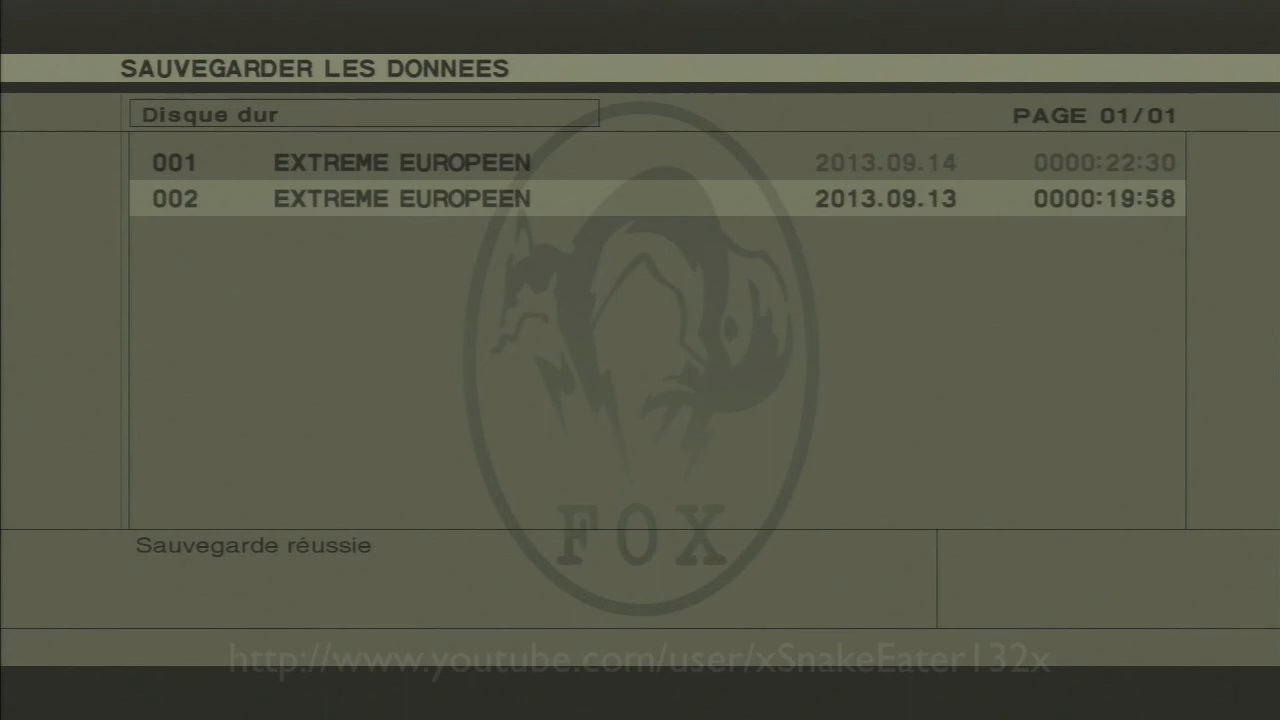 SAUVEGARDER LES DONNEES
Disque dur PAGE 01/01
001 EXTREME EUROPEEN 2013.09.14 0000:22:30
002 EXTREME EUROPEEN 2013.09.13 0000:19:58
FOX
Sauvegarde réussie
http://www.youtube.com/user/xSnakeEater132x